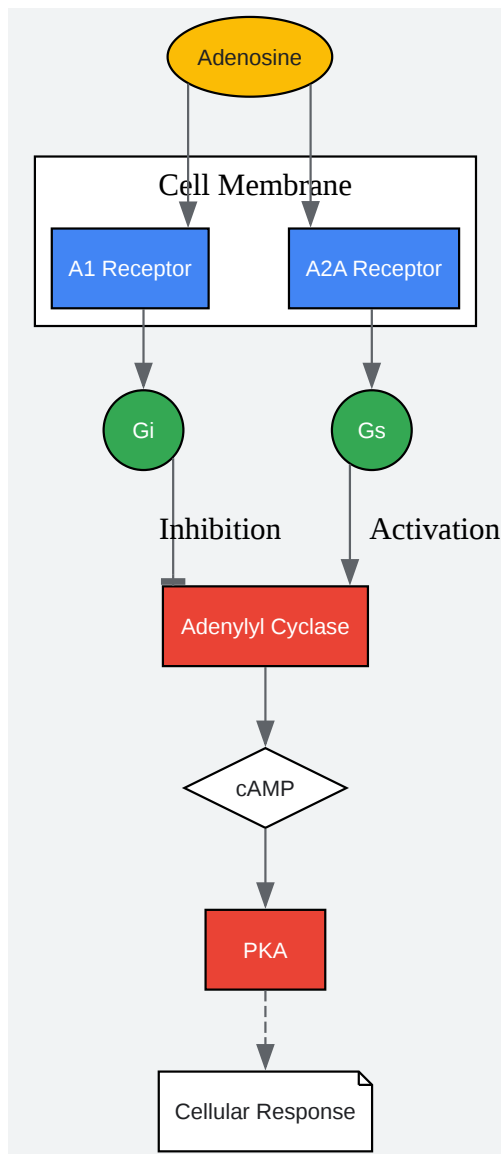 Adenosine
Cell Membrane
A1 Receptor
A2A Receptor
Gi
Gs
Inhibition
Activation
Adenylyl Cyclase
cAMP
PKA
Cellular Response